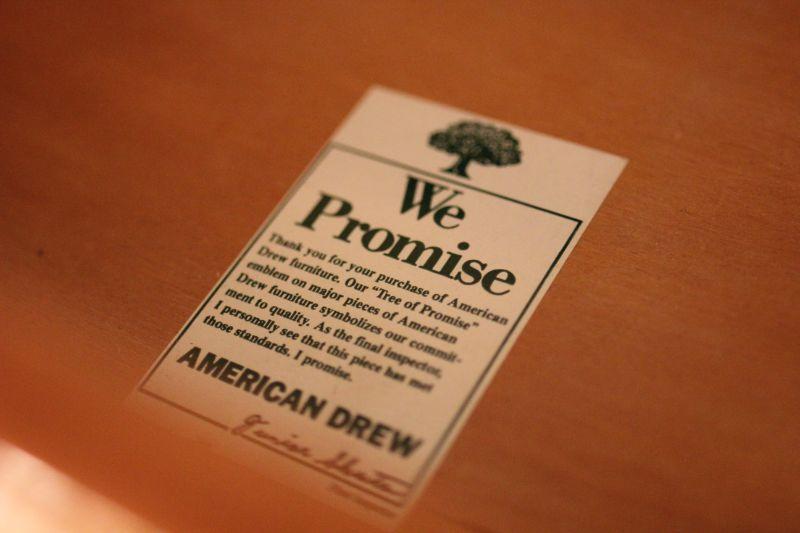 We
Promise
Thank you for your purchase of American
Drew furniture. Our "Tree of Promise"
emblem on major pieces of American
Drew furniture symbolizes our commit-
ment to quality. As the final inspector,
I personally see that this piece has met
those standards. I promise.
AMERICAN DREW
Junior